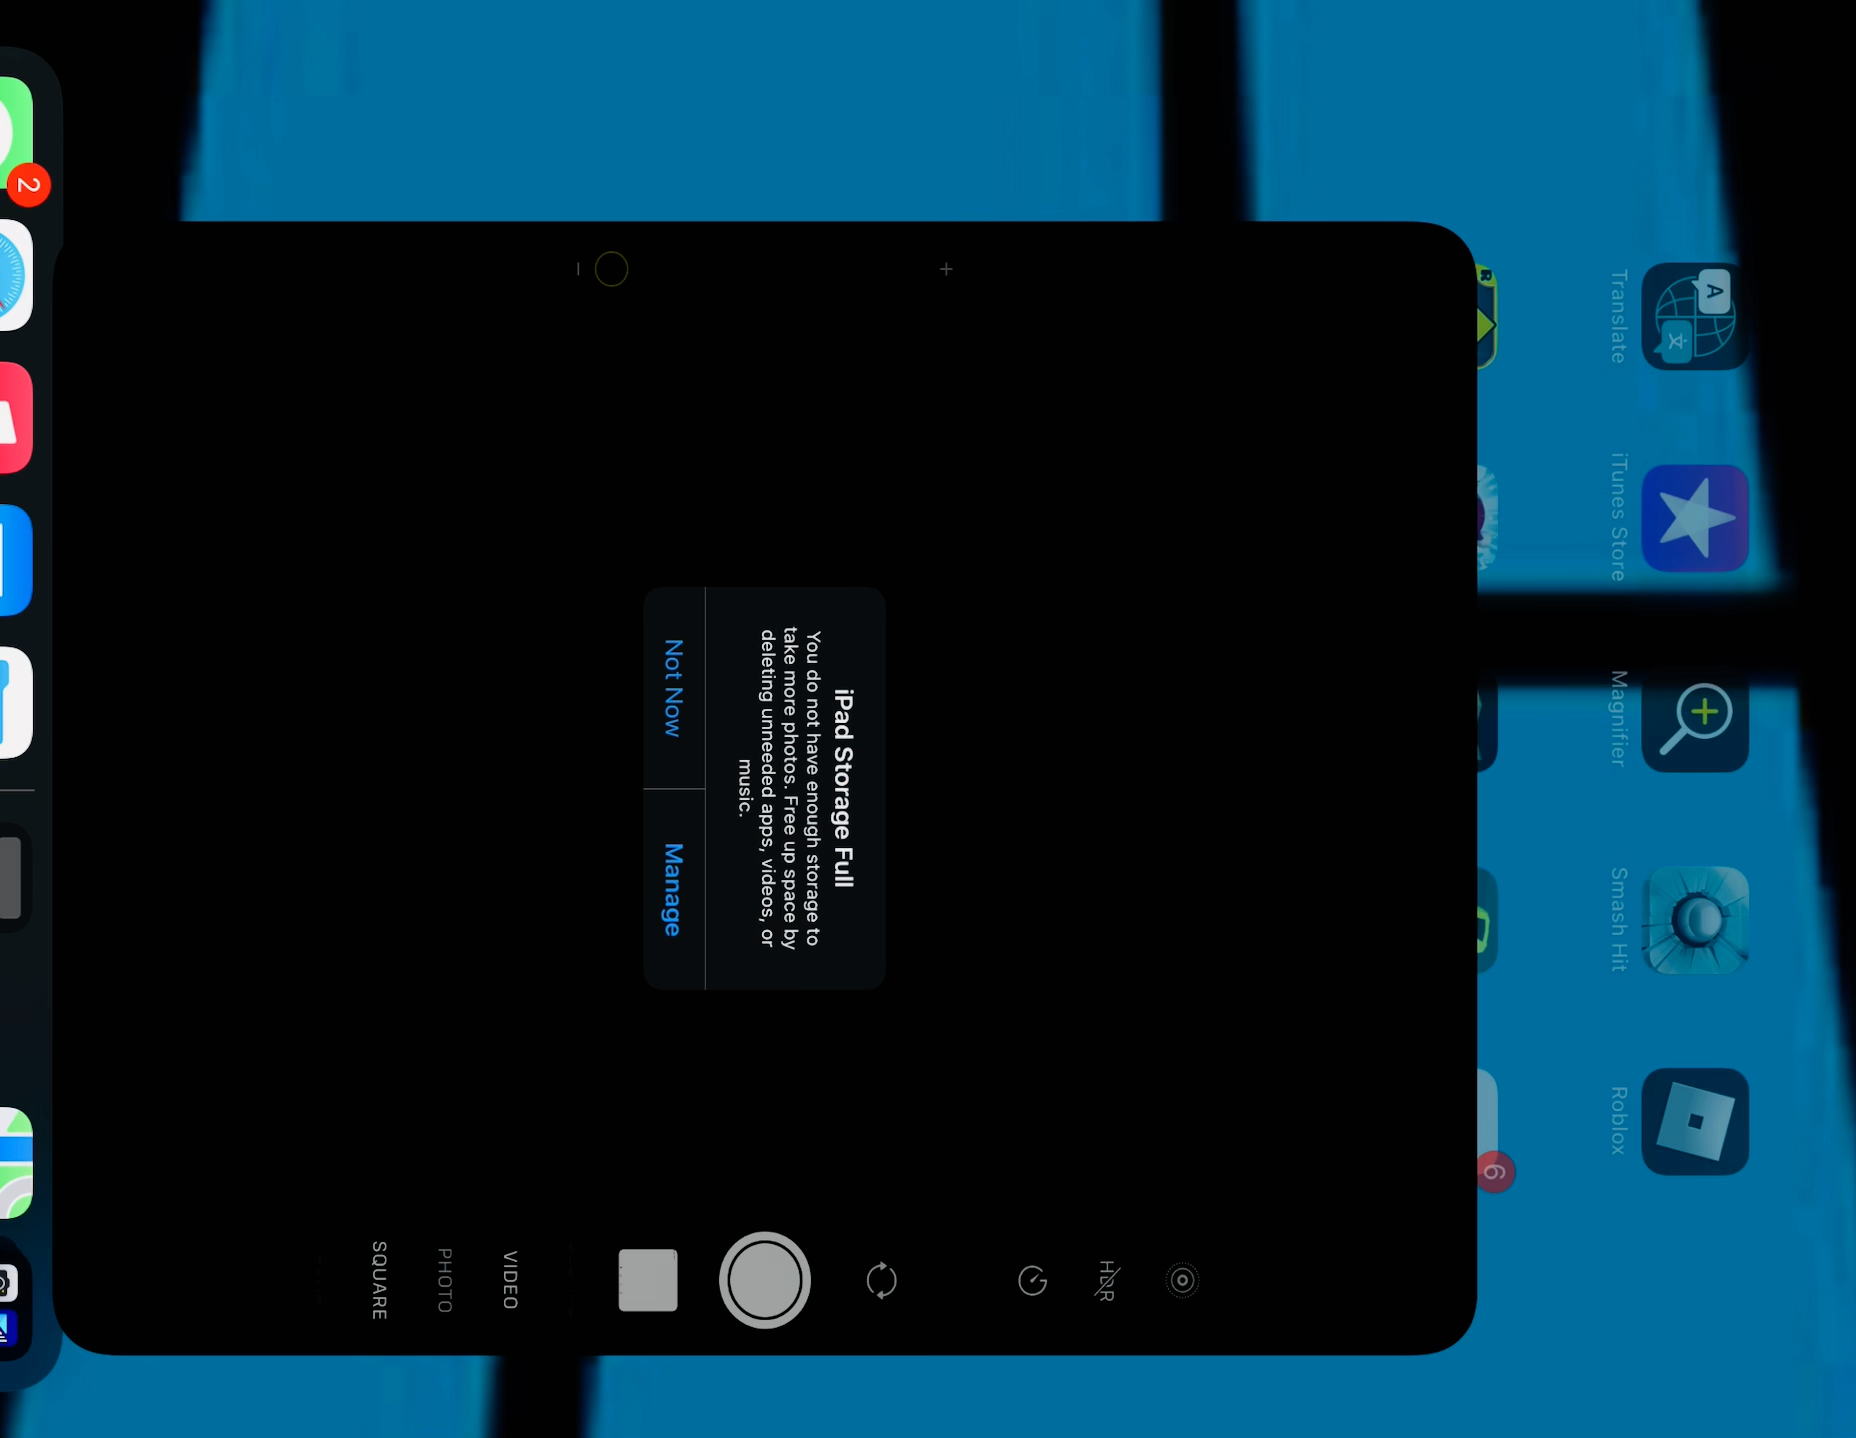 iPad Storage Full
You do not have enough storage to
take more photos. Free up space by
deleting unneeded apps, videos, or
music.
Not Now
Manage
Translate
iTunes Store
Magnifier
Smash Hit
Roblox
2
6
A
文
R
HDR
VIDEO
PHOTO
SQUARE